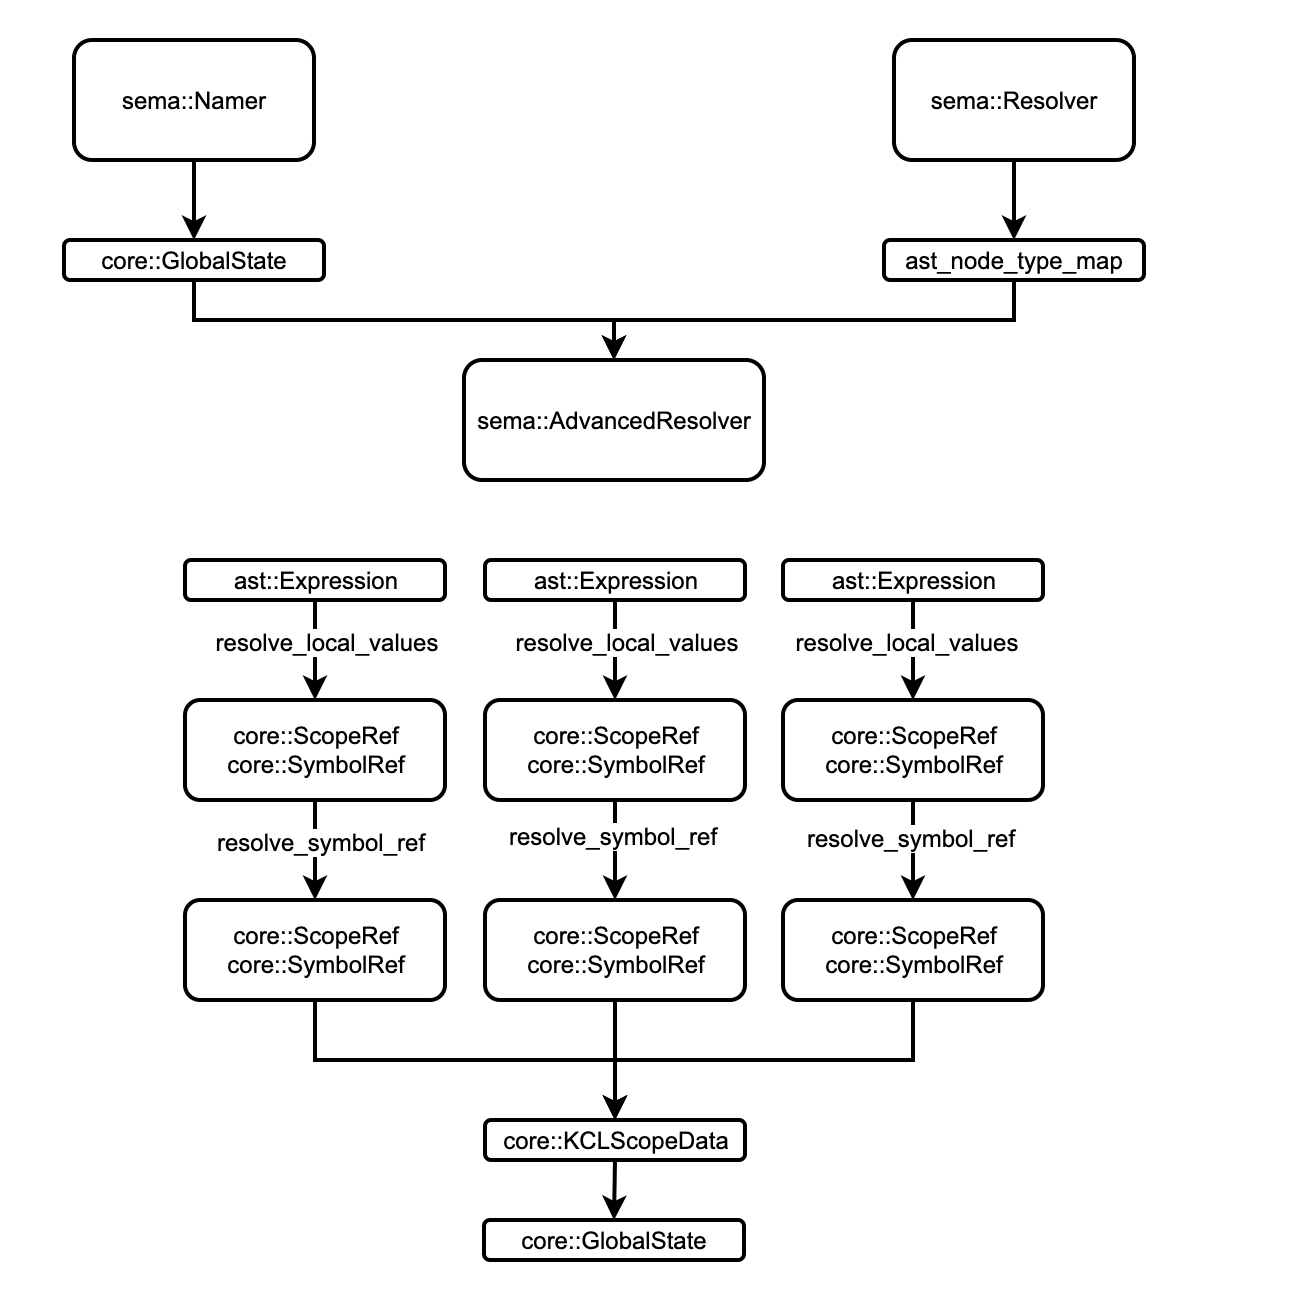 sema::Namer
sema::Resolver
core::GlobalState
ast_node_type_map
sema::AdvancedResolver
ast::Expression
ast::Expression
ast::Expression
resolve_local_values
resolve_local_values
resolve_local_values
core::ScopeRef
core::SymbolRef
core::ScopeRef
core::SymbolRef
core::ScopeRef
core::SymbolRef
resolve_symbol_ref
resolve_symbol_ref
resolve_symbol_ref
core::ScopeRef
core::SymbolRef
core::ScopeRef
core::SymbolRef
core::ScopeRef
core::SymbolRef
core::KCLScopeData
core::GlobalState